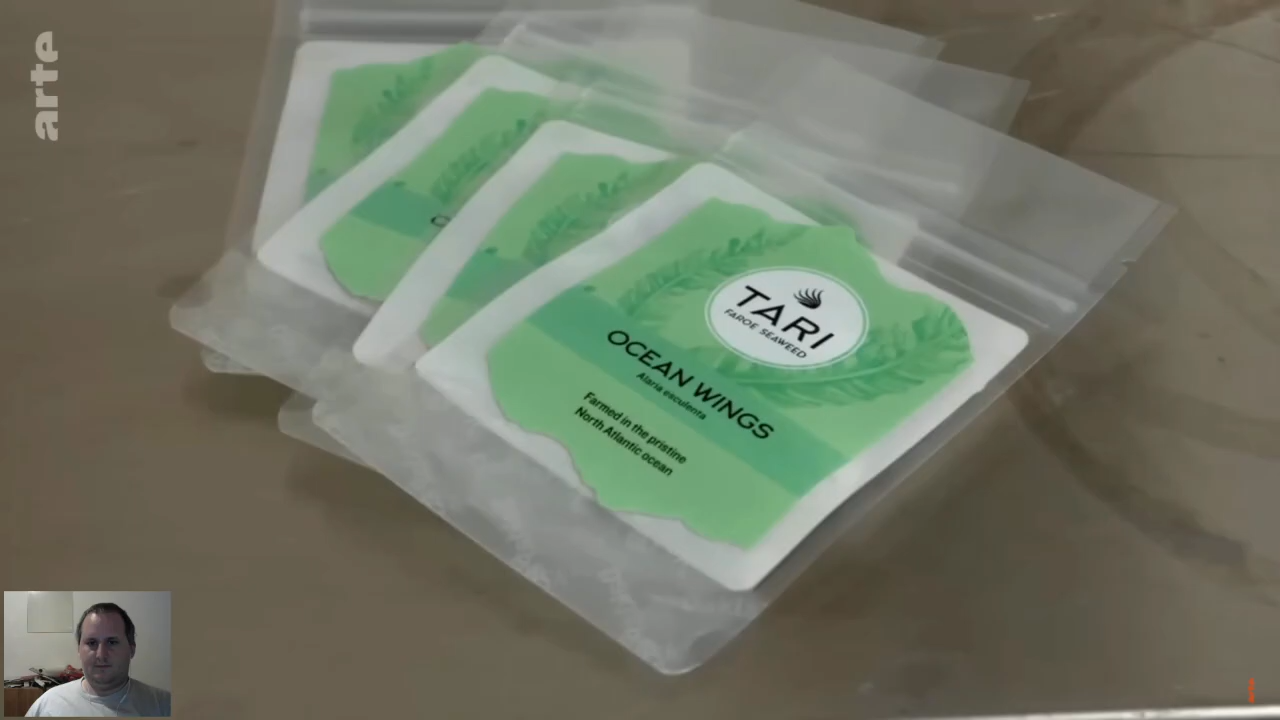 arte
TARI
FAROE SEAWEED
OCEAN WINGS
Alaria esculenta
Farmed in the pristine
North Atlantic ocean